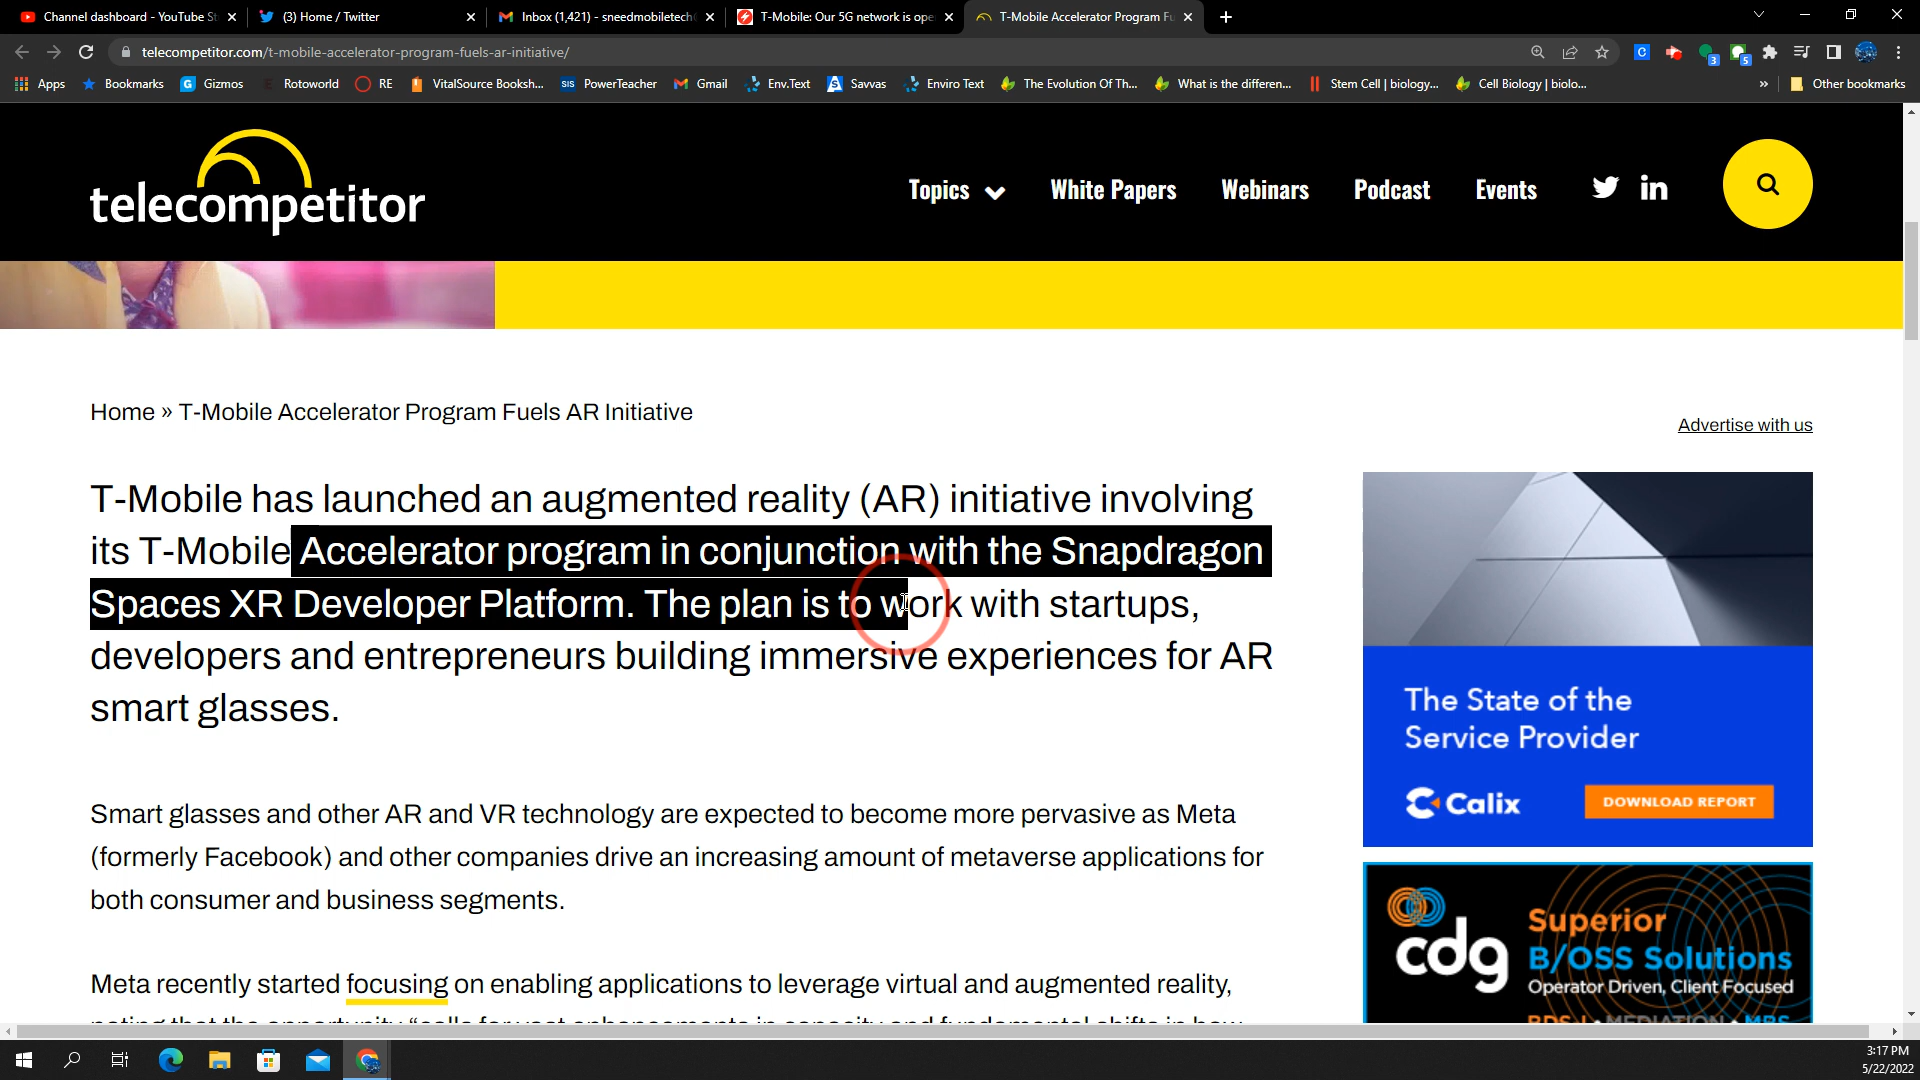 Channel dashboard - YouTube St
(3) Home / Twitter
Inbox (1,421) - sneedmobiletech
T-Mobile: Our 5G network is ope
T-Mobile Accelerator Program Fu
telecompetitor.com/t-mobile-accelerator-program-fuels-ar-initiative/
3
5
Apps
Bookmarks
Gizmos
Rotoworld
RE
VitalSource Booksh...
SIS PowerTeacher
Gmail
Env.Text
Savvas
Enviro Text
The Evolution Of Th...
What is the differen...
Stem Cell | biology...
Cell Biology | biolo...
»
Other bookmarks
telecompetitor
Topics
White Papers
Webinars
Podcast
Events
in
Home » T-Mobile Accelerator Program Fuels AR Initiative
Advertise with us
T-Mobile has launched an augmented reality (AR) initiative involving
its T-Mobile Accelerator program in conjunction with the Snapdragon
Spaces XR Developer Platform. The plan is to work with startups,
developers and entrepreneurs building immersive experiences for AR
smart glasses.
Smart glasses and other AR and VR technology are expected to become more pervasive as Meta
(formerly Facebook) and other companies drive an increasing amount of metaverse applications for
both consumer and business segments.
Meta recently started focusing on enabling applications to leverage virtual and augmented reality,
The State of the
Service Provider
Calix
DOWNLOAD REPORT
cdg
Superior
B/OSS Solutions
Operator Driven, Client Focused
3:17 PM
5/22/2022